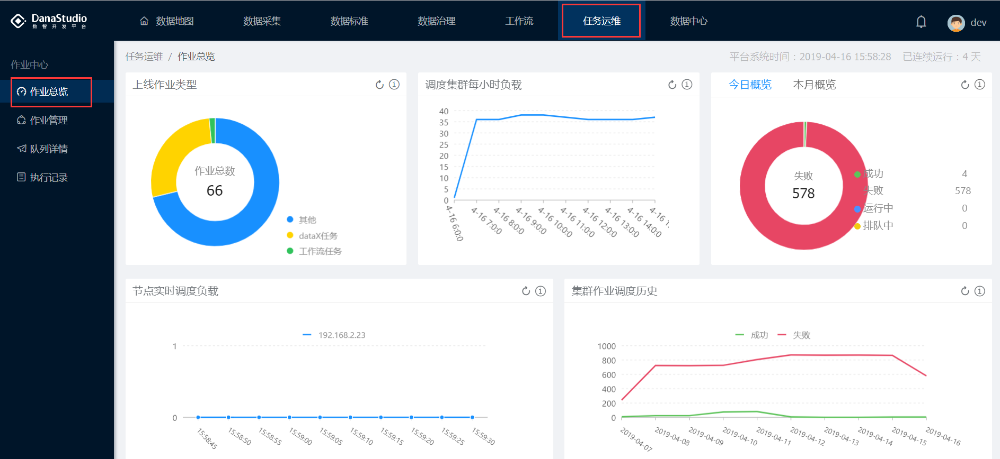 DanaStudio
数智开发平台
数据地图
数据采集
数据标准
数据治理
工作流
任务运维
数据中心
dev
作业中心
作业总览
作业管理
队列详情
执行记录
任务运维 / 作业总览
平台系统时间：2019-04-16 15:58:28 已连续运行：4 天
上线作业类型
作业总数
66
其他
dataX任务
工作流任务
调度集群每小时负载
40
35
30
25
20
15
10
5
0
4-16 6:0:0
4-16 7:0:0
4-16 8:0:0
4-16 9:0:0
4-16 10:0:0
4-16 11:0:0
4-16 12:0:0
4-16 13:0:0
4-16 14:0:0
4-16 1
今日概览 本月概览
失败
578
成功 4
失败 578
运行中 0
排队中 0
节点实时调度负载
192.168.2.23
1
0
15:58:45
15:58:50
15:58:55
15:59:00
15:59:05
15:59:10
15:59:15
15:59:20
15:59:25
15:59:30
集群作业调度历史
成功 失败
1000
800
600
400
200
0
2019-04-07
2019-04-08
2019-04-09
2019-04-10
2019-04-11
2019-04-12
2019-04-13
2019-04-14
2019-04-15
2019-04-16